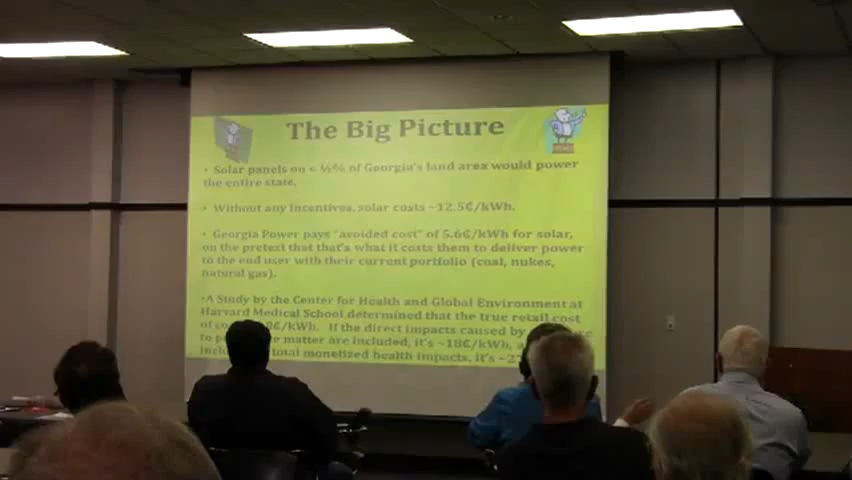 The Big Picture
• Solar panels on < ½% of Georgia's land area would power
the entire state.
• Without any incentives, solar costs ~12.5¢/kWh.
• Georgia Power pays "avoided cost" of 5.6¢/kWh for solar,
on the pretext that that's what it costs them to deliver power
to the end user with their current portfolio (coal, nukes,
natural gas).
• A Study by the Center for Health and Global Environment at
Harvard Medical School determined that the true retail cost
of ¢/kWh. If the direct impacts caused by
to matter are included, it's ~18¢/kWh,
total monetized health impacts, it's